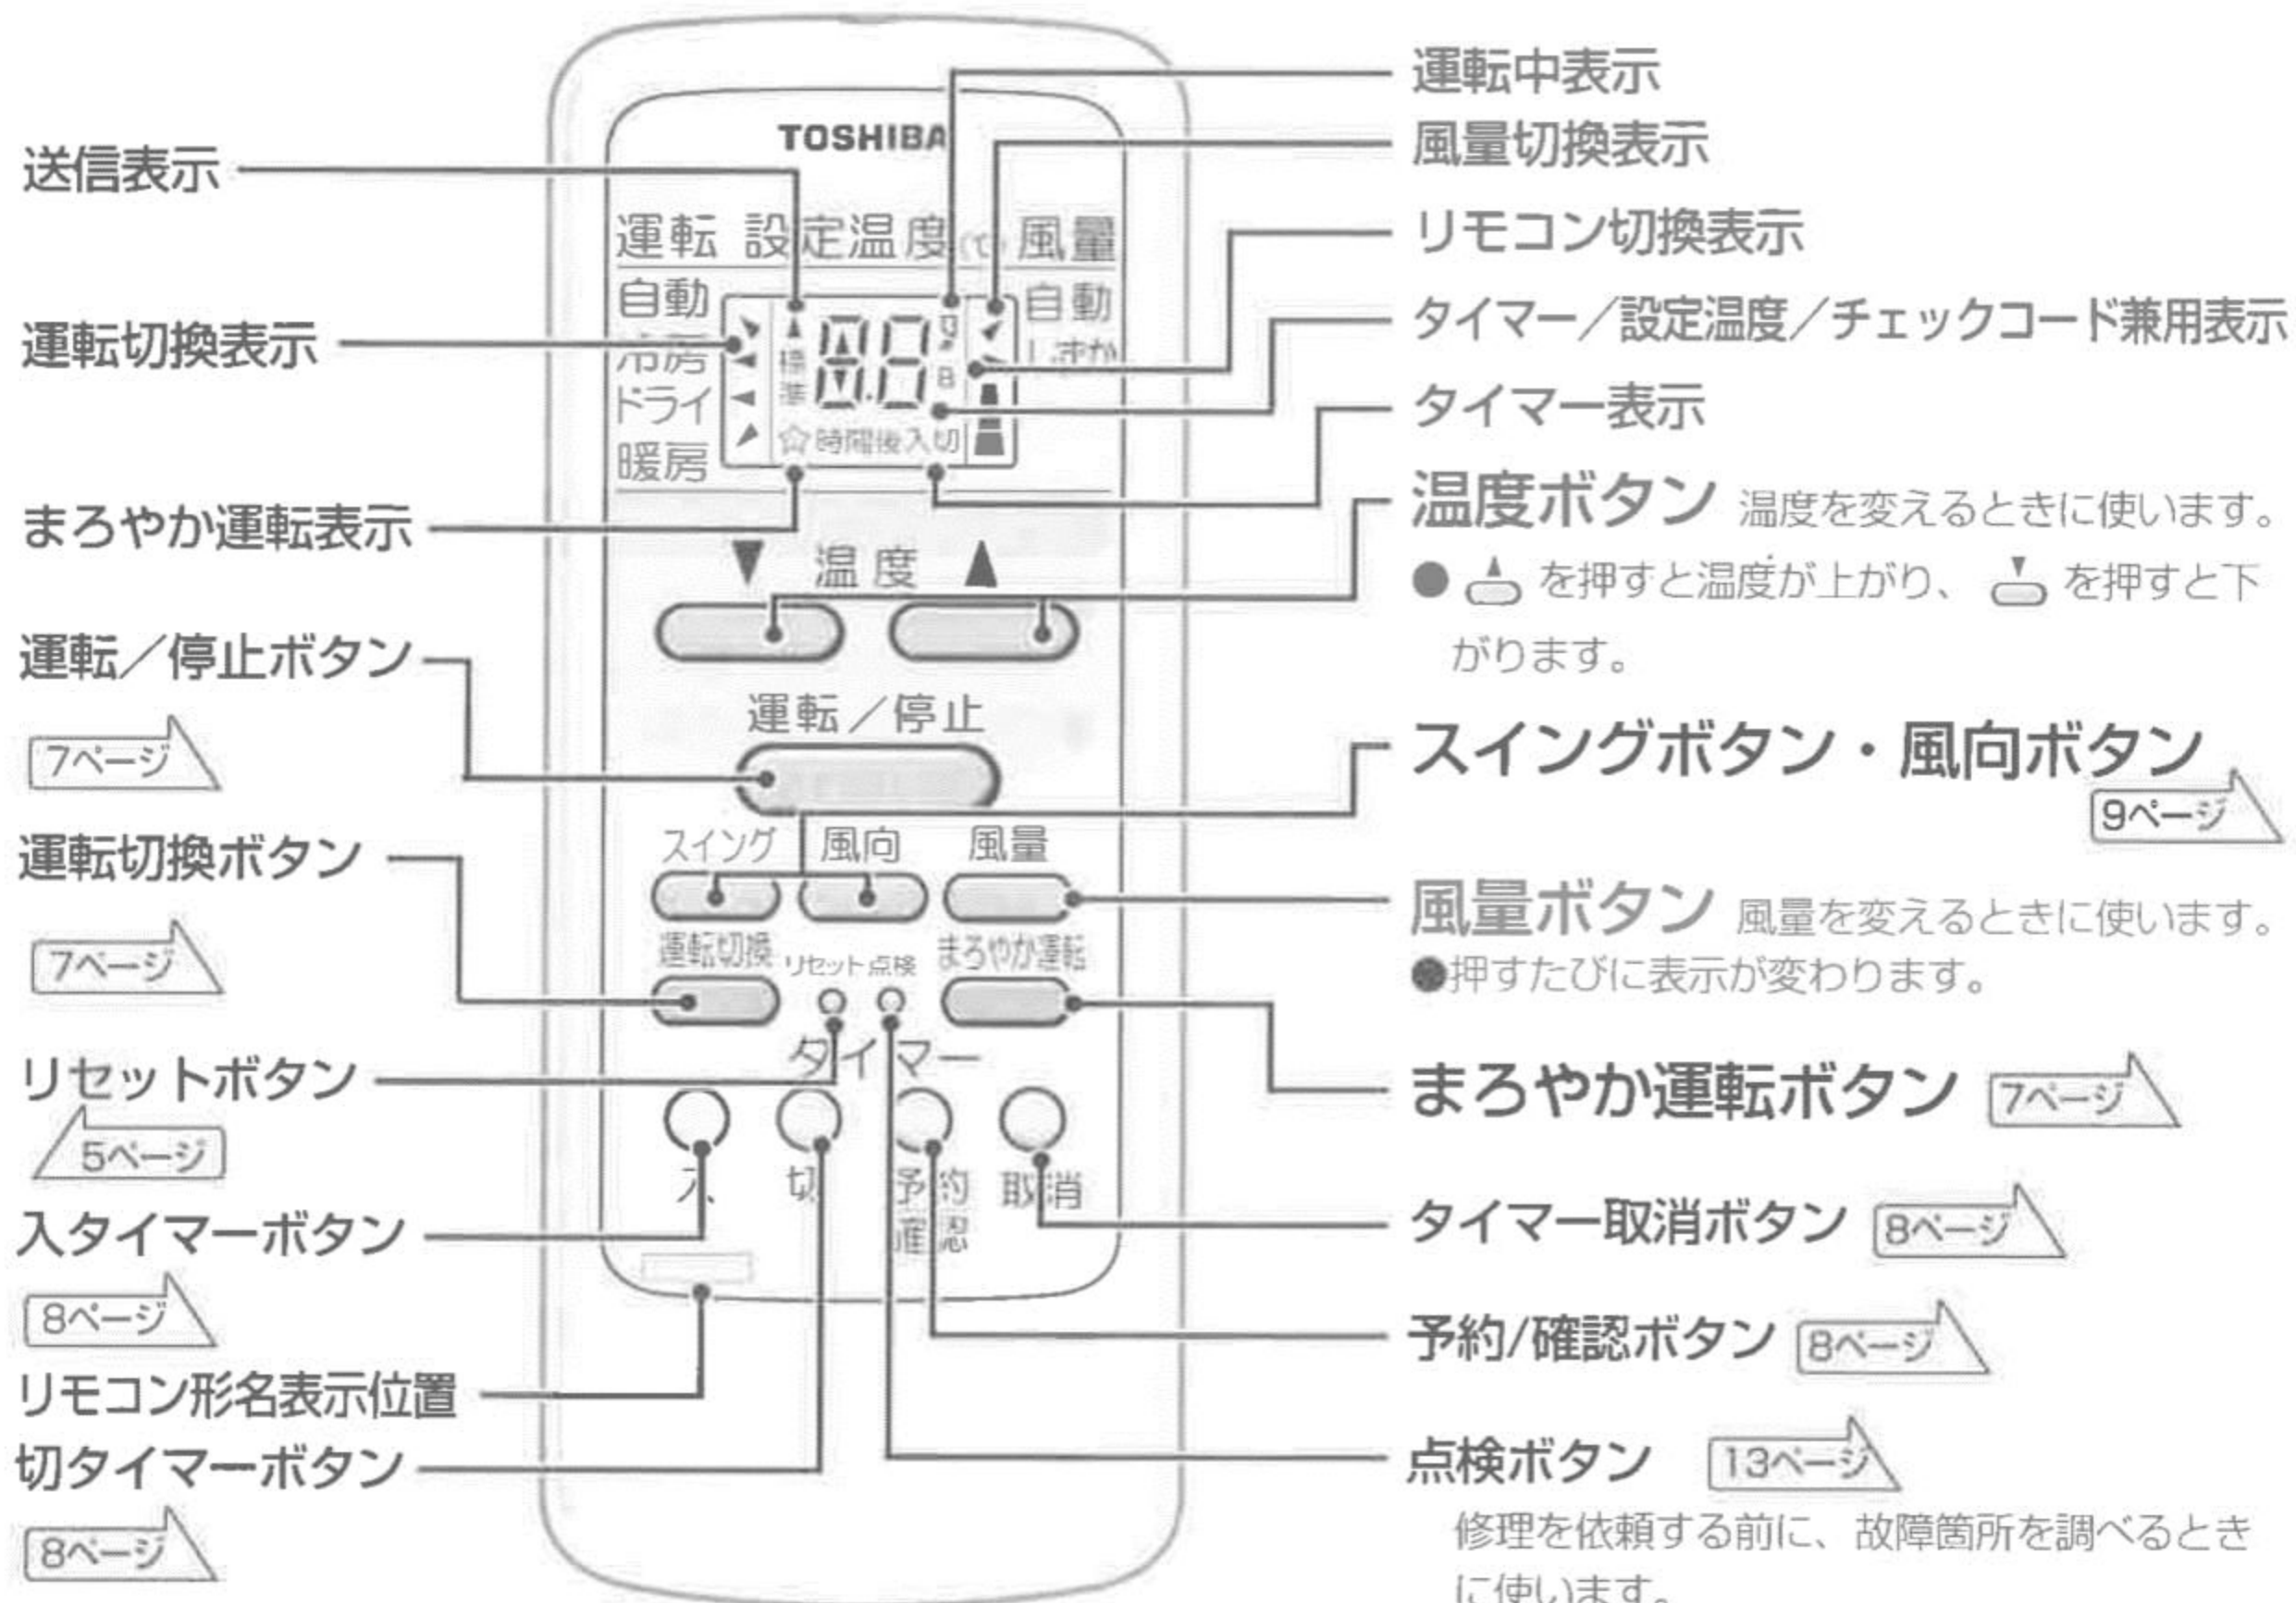 送信表示
運転切換表示
まろやか運転表示
運転／停止ボタン
7ページ
運転切換ボタン
7ページ
リセットボタン
5ページ
入タイマーボタン
8ページ
リモコン形名表示位置
切タイマーボタン
8ページ
TOSHIBA
運転 設定温度(℃) 風量
自動
冷房
ドライ
暖房
標準
8.8
B
時間後入切
自動
しずか
▼ 温度 ▲
運転／停止
スイング 風向 風量
運転切換 リセット 点検 まろやか運転
タイマー
入 切 予約 取消
確認
運転中表示
風量切換表示
リモコン切換表示
タイマー／設定温度／チェックコード兼用表示
タイマー表示
温度ボタン 温度を変えるときに使います。
● ▲ を押すと温度が上がり、 ▼ を押すと下
がります。
スイングボタン・風向ボタン
9ページ
風量ボタン 風量を変えるときに使います。
●押すたびに表示が変わります。
まろやか運転ボタン 7ページ
タイマー取消ボタン 8ページ
予約/確認ボタン 8ページ
点検ボタン 13ページ
修理を依頼する前に、故障箇所を調べるとき
に使います。